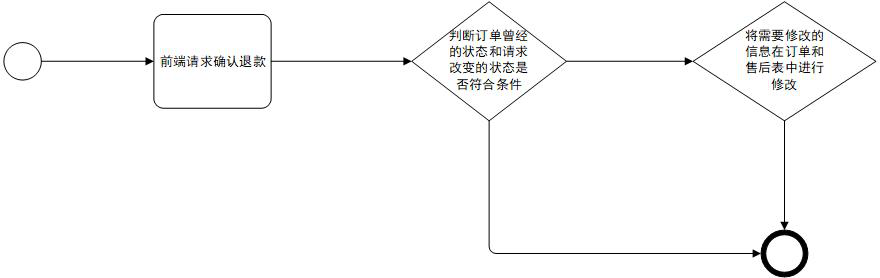 前端请求确认退款
判断订单曾经
的状态和请求
改变的状态是
否符合条件
将需要修改的
信息在订单和
售后表中进行
修改